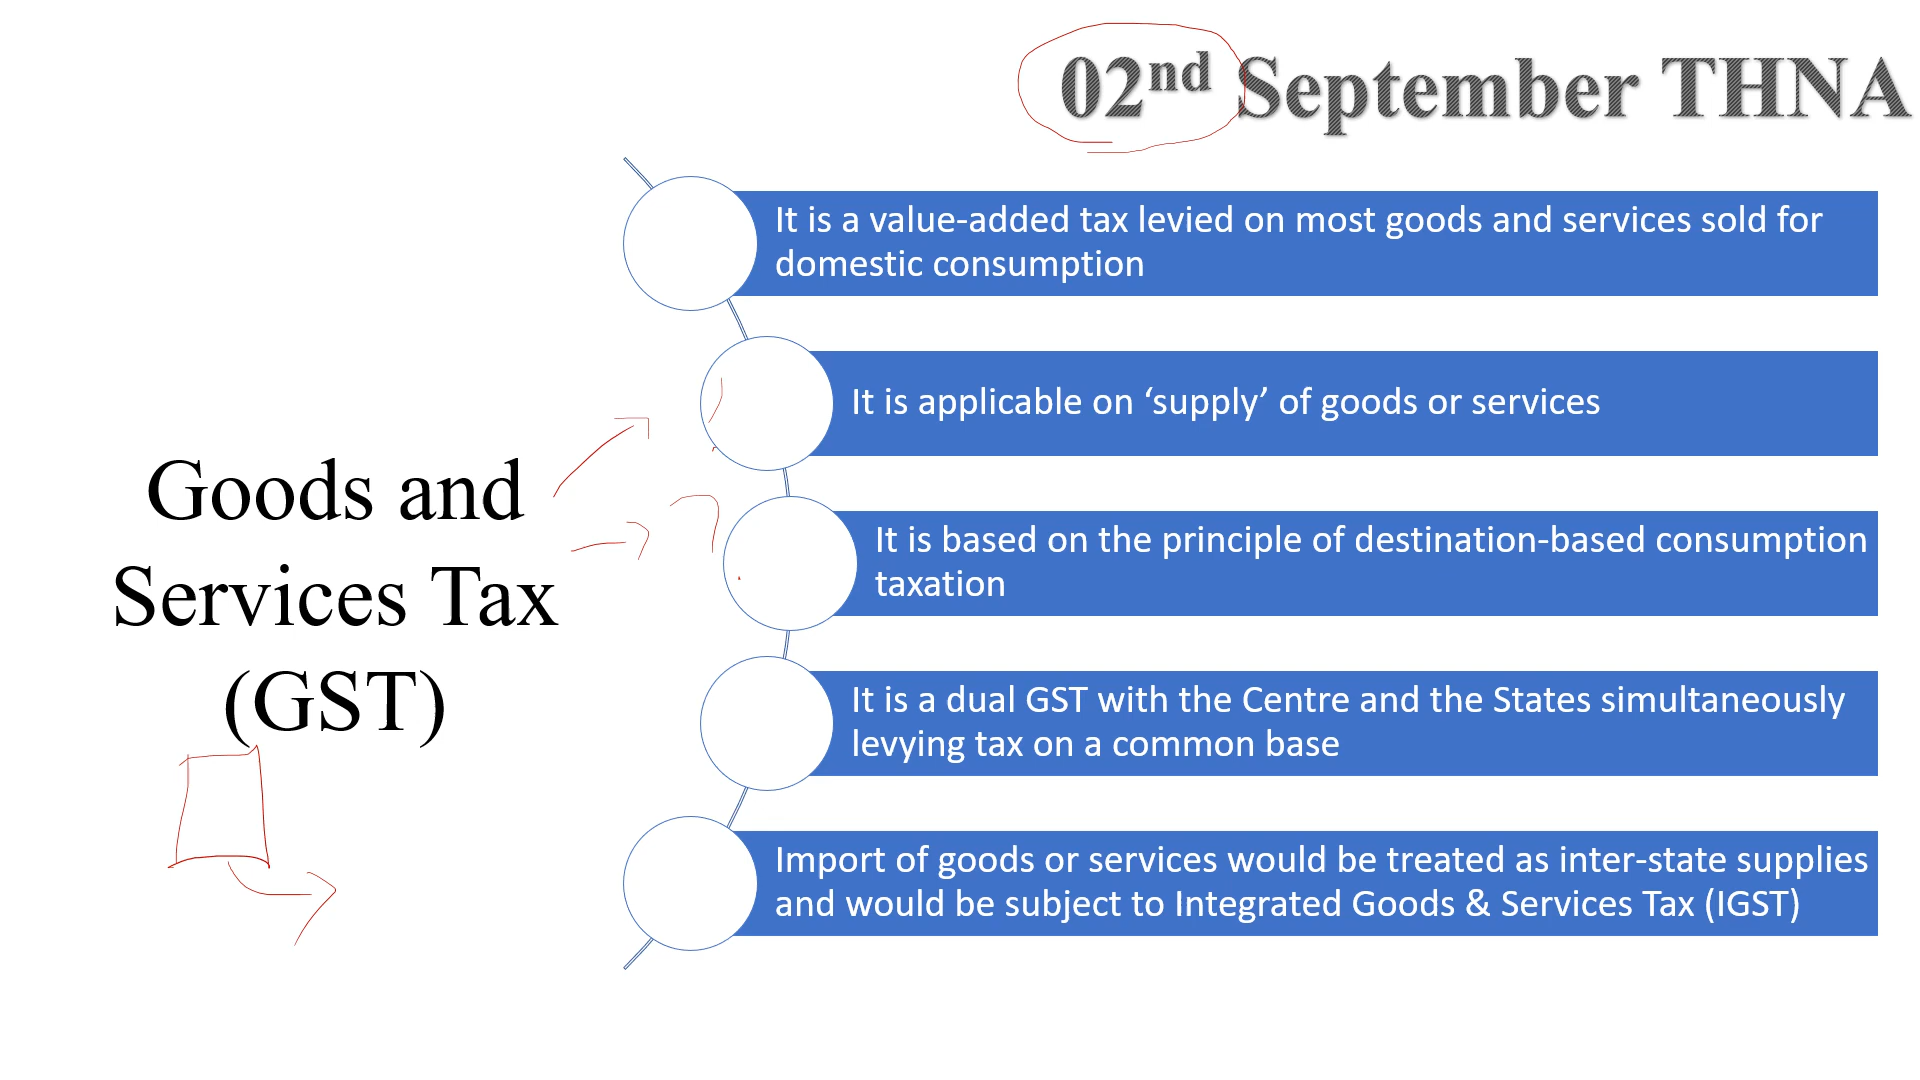 02nd September THNA
Goods and
Services Tax
(GST)
It is a value-added tax levied on most goods and services sold for
domestic consumption
It is applicable on ‘supply’ of goods or services
It is based on the principle of destination-based consumption
taxation
It is a dual GST with the Centre and the States simultaneously
levying tax on a common base
Import of goods or services would be treated as inter-state supplies
and would be subject to Integrated Goods & Services Tax (IGST)